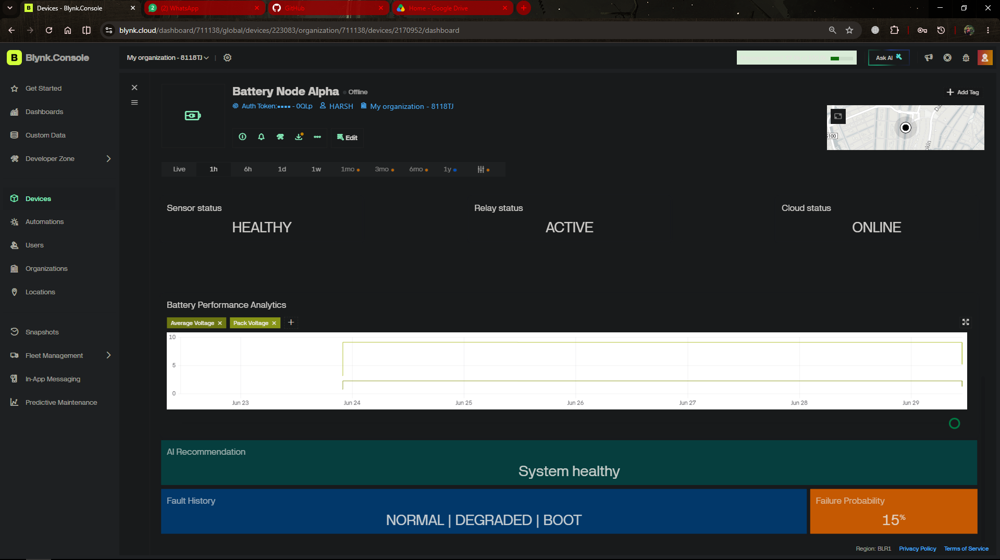 Devices - Blynk.Console
(2) WhatsApp
GitHub
Home - Google Drive
blynk.cloud/dashboard/711138/global/devices/223083/organization/711138/devices/2170952/dashboard
B Blynk.Console
My organization - 8118TJ
Ask AI
Get Started
Dashboards
Custom Data
Developer Zone
Devices
Automations
Users
Organizations
Locations
Snapshots
Fleet Management
In-App Messaging
Predictive Maintenance
Battery Node Alpha Offline
Auth Token:•••• - 0QLp HARSH My organization - 8118TJ
Edit
Add Tag
S100
Live 1h 6h 1d 1w 1mo 3mo 6mo 1y
Sensor status
HEALTHY
Relay status
ACTIVE
Cloud status
ONLINE
Battery Performance Analytics
Average Voltage × Pack Voltage × +
10
5
0
Jun 23 Jun 24 Jun 25 Jun 26 Jun 27 Jun 28 Jun 29
AI Recommendation
System healthy
Fault History
NORMAL | DEGRADED | BOOT
Failure Probability
15%
Region: BLR1 Privacy Policy Terms of Service